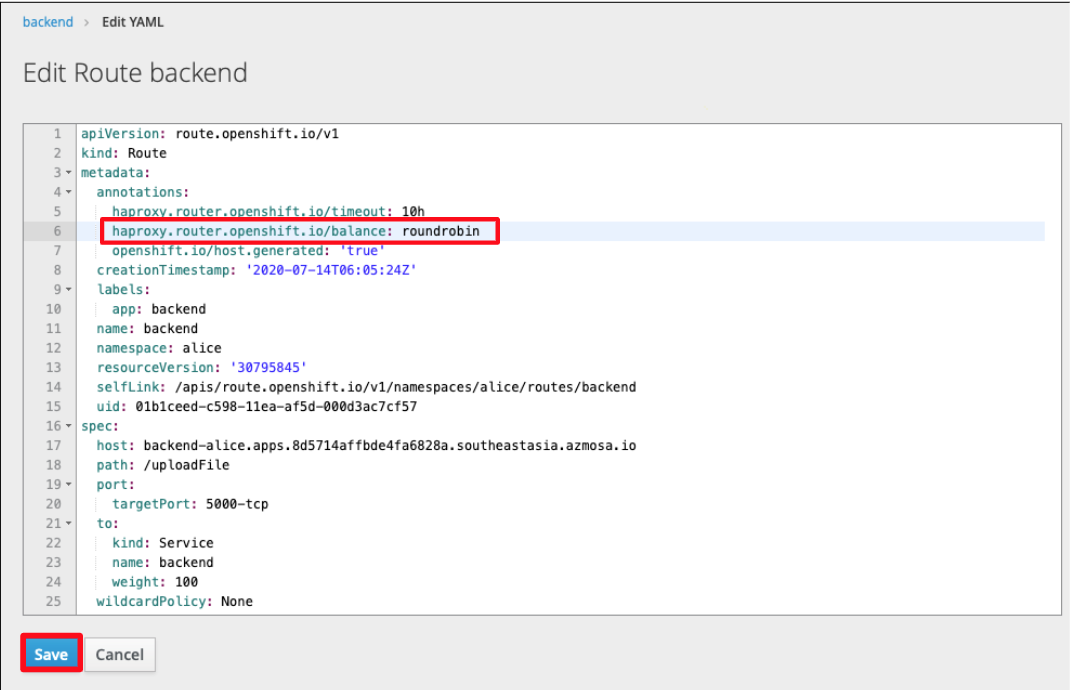 backend > Edit YAML
Edit Route backend
1 apiVersion: route.openshift.io/v1
2 kind: Route
3 metadata:
4 annotations:
5 haproxy.router.openshift.io/timeout: 10h
6 haproxy.router.openshift.io/balance: roundrobin
7 openshift.io/host.generated: 'true'
8 creationTimestamp: '2020-07-14T06:05:24Z'
9 labels:
10 app: backend
11 name: backend
12 namespace: alice
13 resourceVersion: '30795845'
14 selfLink: /apis/route.openshift.io/v1/namespaces/alice/routes/backend
15 uid: 01b1ceed-c598-11ea-af5d-000d3ac7cf57
16 spec:
17 host: backend-alice.apps.8d5714affbde4fa6828a.southeastasia.azmosa.io
18 path: /uploadFile
19 port:
20 targetPort: 5000-tcp
21 to:
22 kind: Service
23 name: backend
24 weight: 100
25 wildcardPolicy: None
Save Cancel